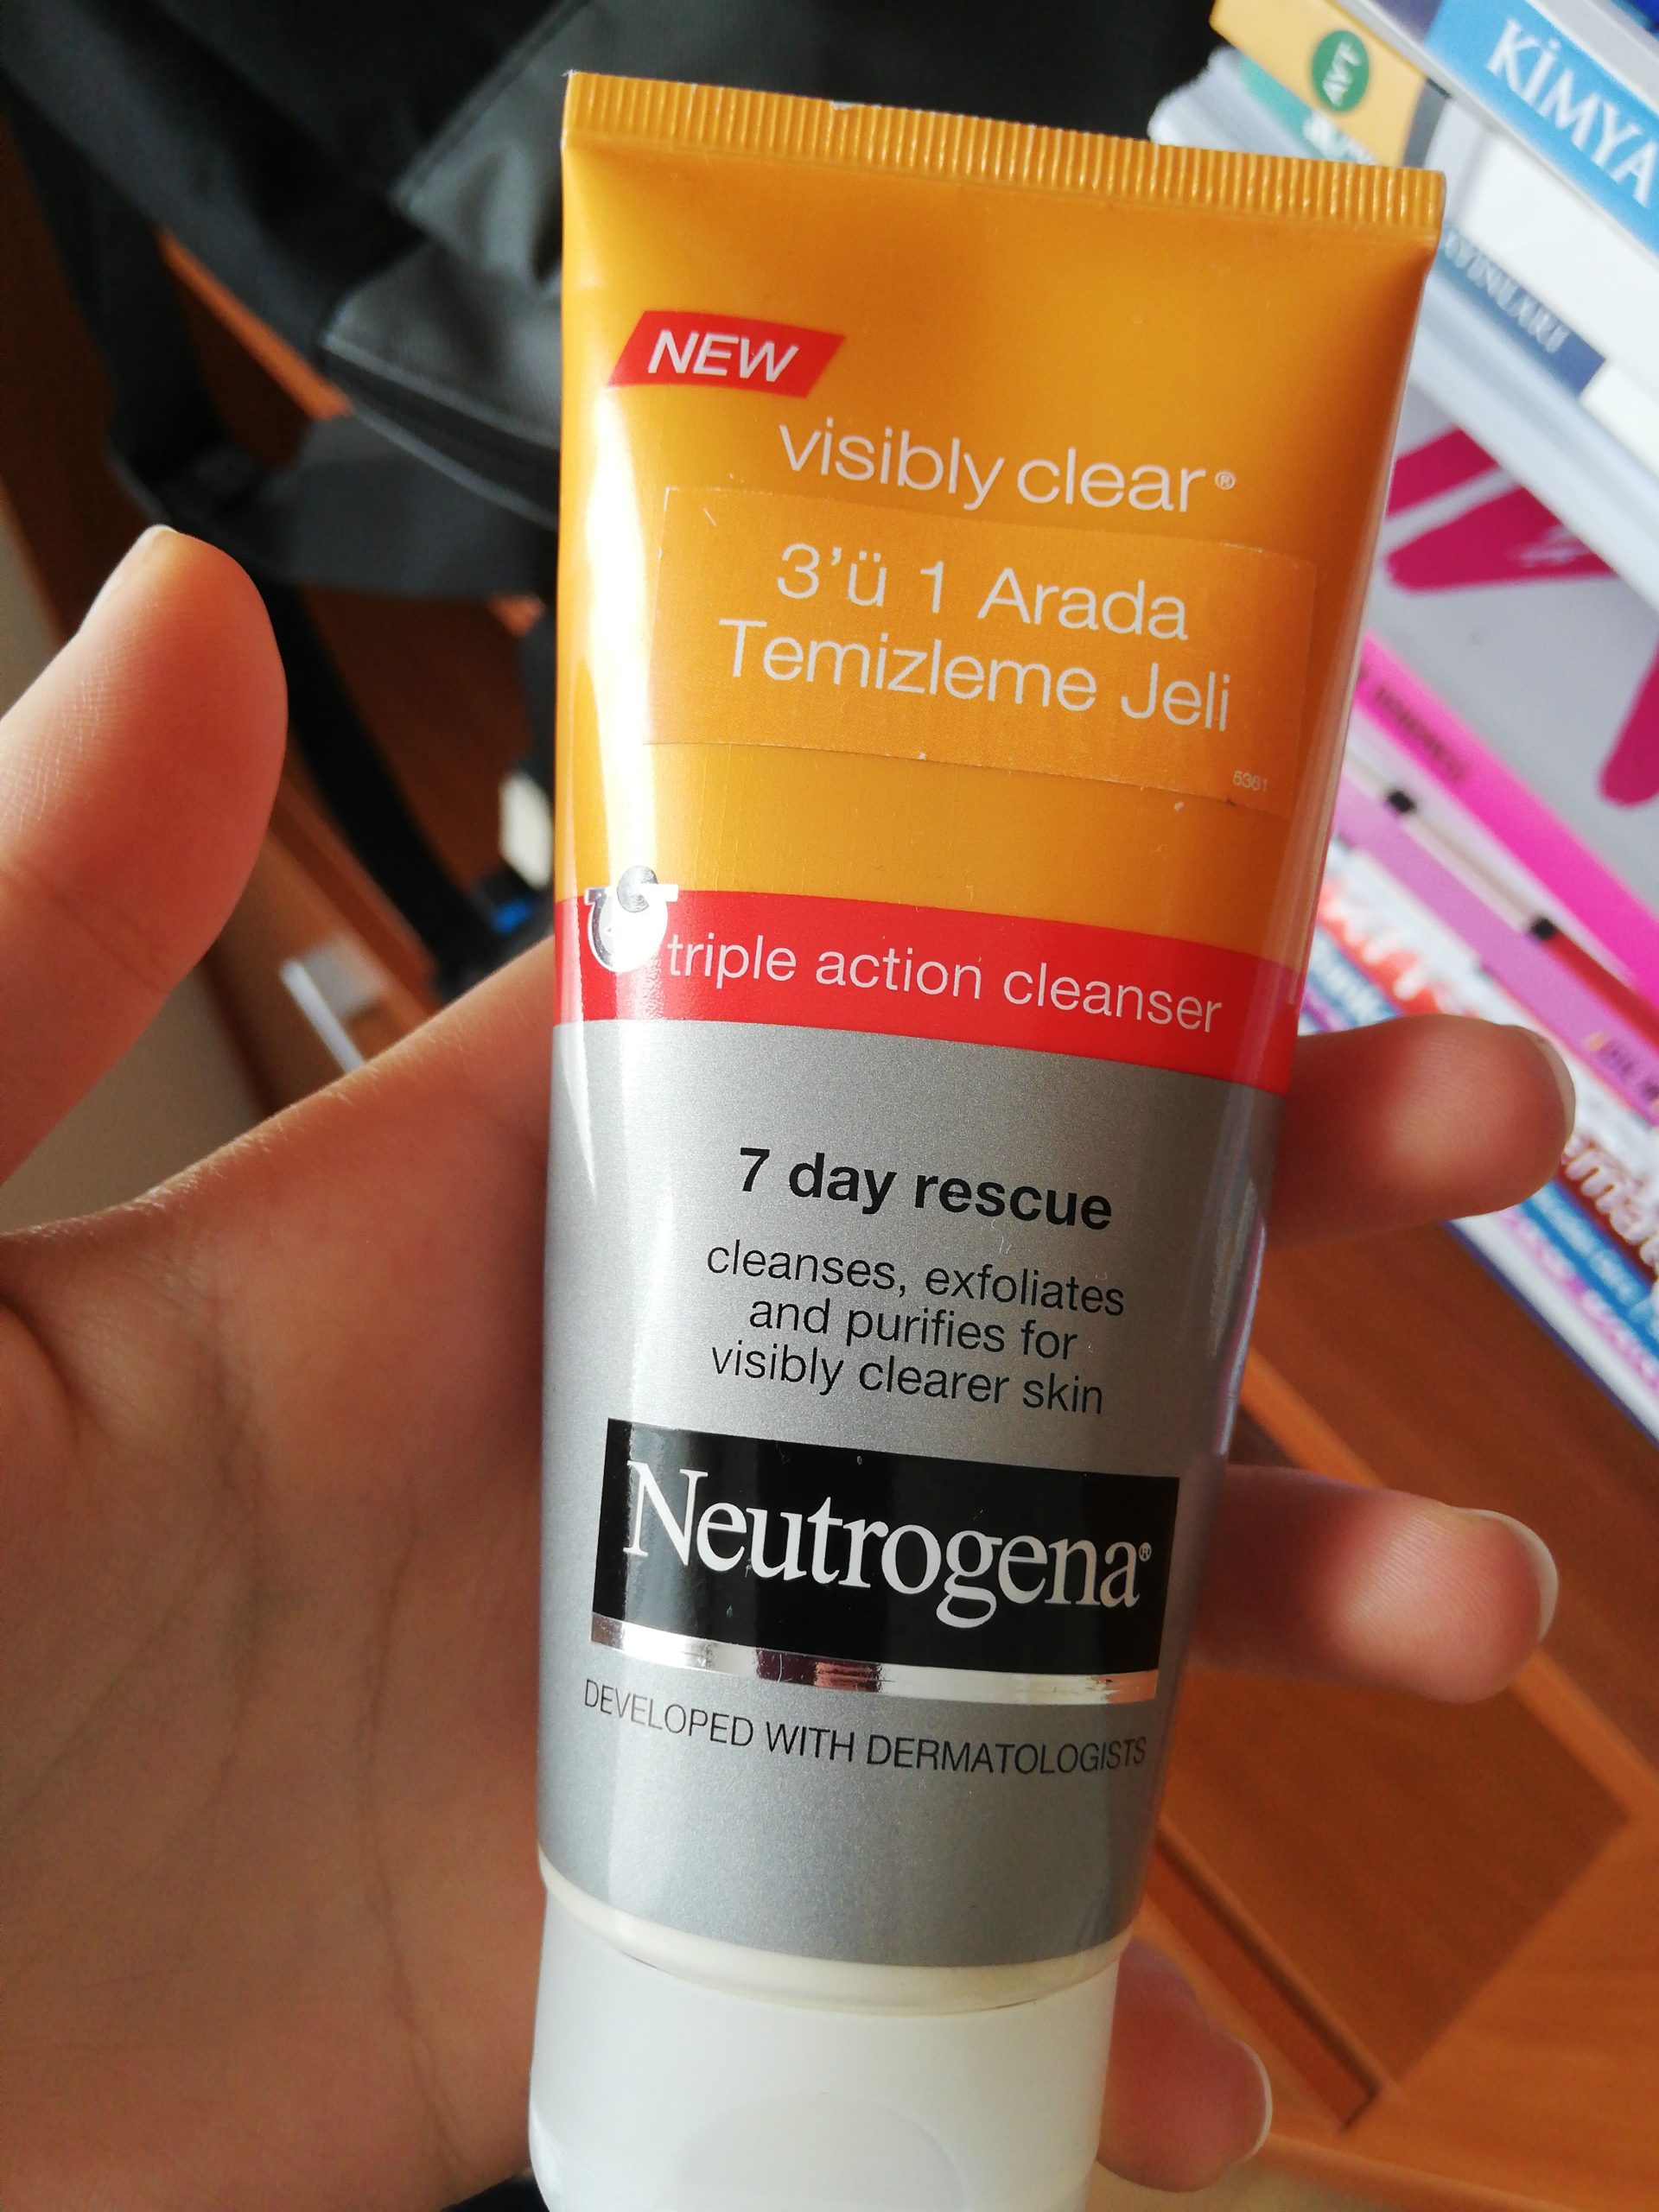 NEW
visibly clear®
3'ü 1 Arada
Temizleme Jeli
6361
triple action cleanser
7 day rescue
cleanses, exfoliates
and purifies for
visibly clearer skin
Neutrogena®
DEVELOPED WITH DERMATOLOGISTS
KİMYA
AYT